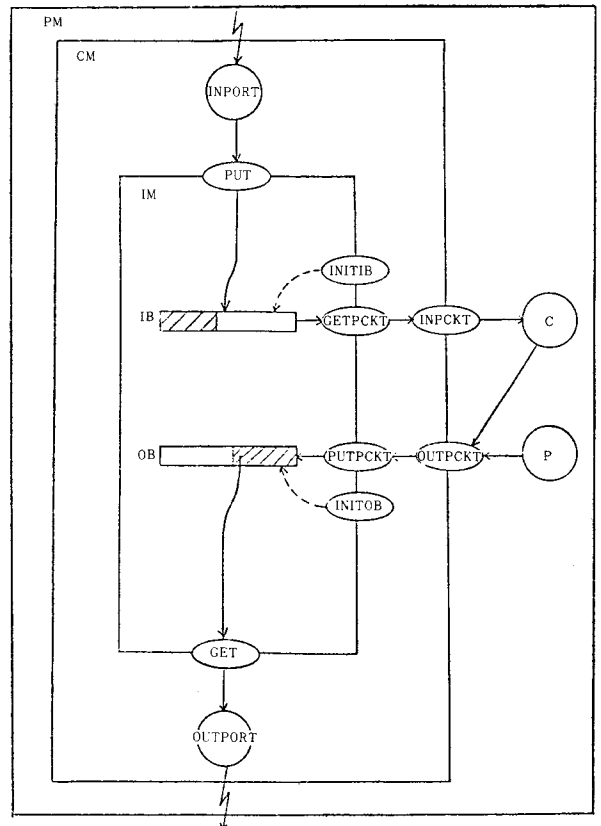 PM
CM
INPORT
PUT
IM
INITIB
IB
GETPCKT
INPCKT
C
OB
PUTPCKT
OUTPCKT
P
INITOB
GET
OUTPORT